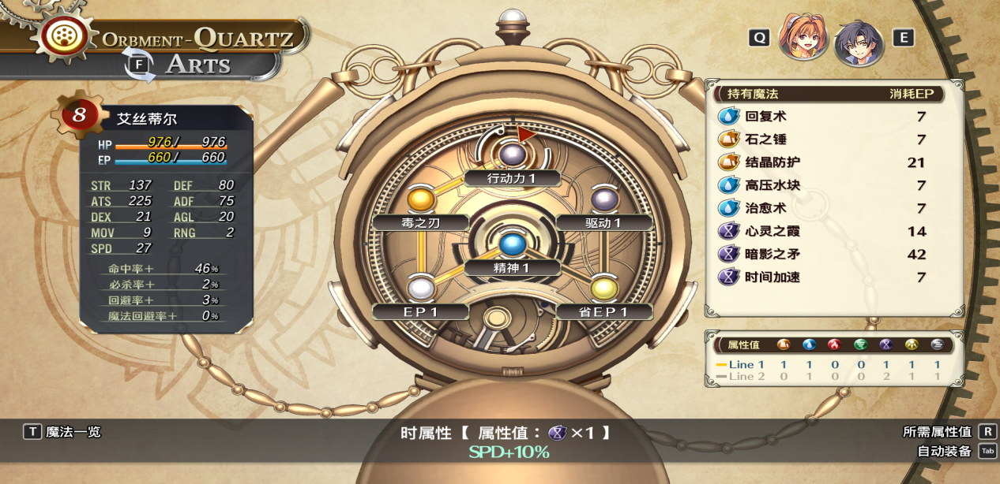 ORBMENT-QUARTZ
F ARTS
Q E
8 艾丝蒂尔
HP 976/ 976
EP 660/ 660
STR 137 DEF 80
ATS 225 ADF 75
DEX 21 AGL 20
MOV 9 RNG 2
SPD 27
命中率+ 46%
必杀率+ 2%
回避率+ 3%
魔法回避率+ 0%
行动力1
毒之刃
驱动1
精神1
EP1
省EP1
持有魔法 消耗EP
回复术 7
石之锤 7
结晶防护 21
高压水块 7
治愈术 7
心灵之霞 14
暗影之矛 42
时间加速 7
属性值
Line 1 1 1 0 0 1 1 1
Line 2 0 1 0 0 2 1 1
T 魔法一览
时属性【 属性值: ×1 】
SPD+10%
所需属性值 R
自动装备 Tab